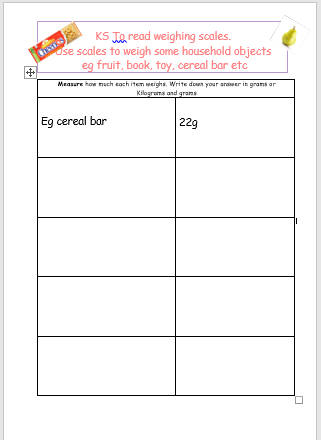 KS To read weighing scales.
Use scales to weigh some household objects
eg fruit, book, toy, cereal bar etc
Measure how much each item weighs. Write down your answer in grams or
Kilograms and grams
Eg cereal bar
22g